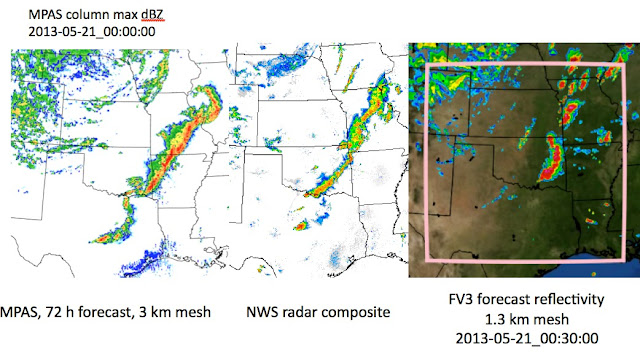 MPAS column max dBZ
2013-05-21_00:00:00
MPAS, 72 h forecast, 3 km mesh
NWS radar composite
FV3 forecast reflectivity
1.3 km mesh
2013-05-21_00:30:00